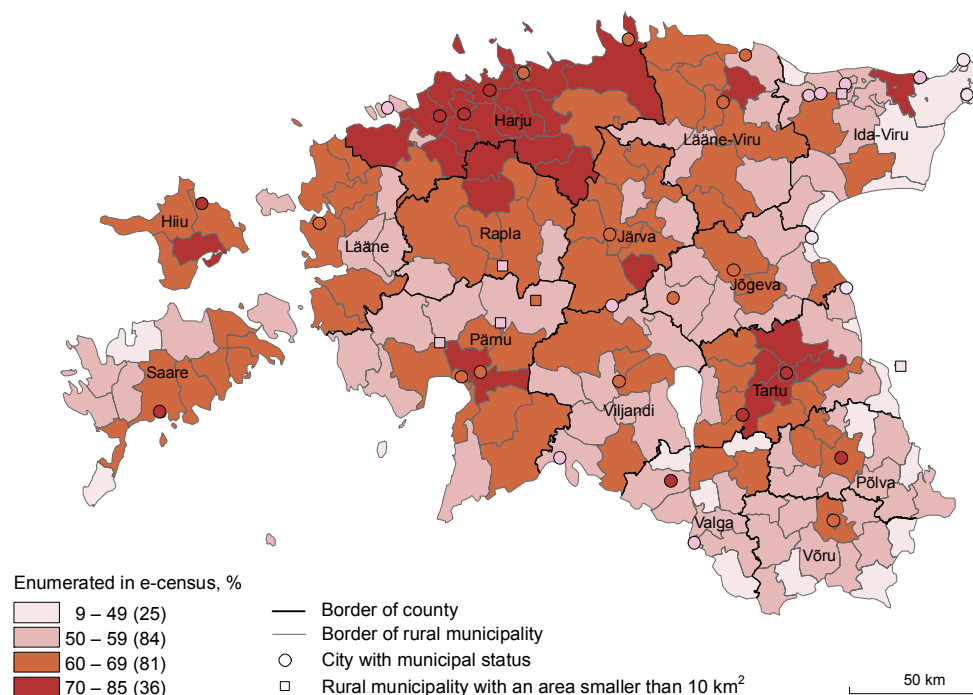 Harju
Lääne-Viru
Ida-Viru
Hiiu
Lääne
Rapla
Järva
Jõgeva
Pärnu
Saare
Tartu
Viljandi
Põlva
Valga
Võru
Enumerated in e-census, %
9 – 49 (25)
50 – 59 (84)
60 – 69 (81)
70 – 85 (36)
Border of county
Border of rural municipality
City with municipal status
Rural municipality with an area smaller than 10 km²
50 km